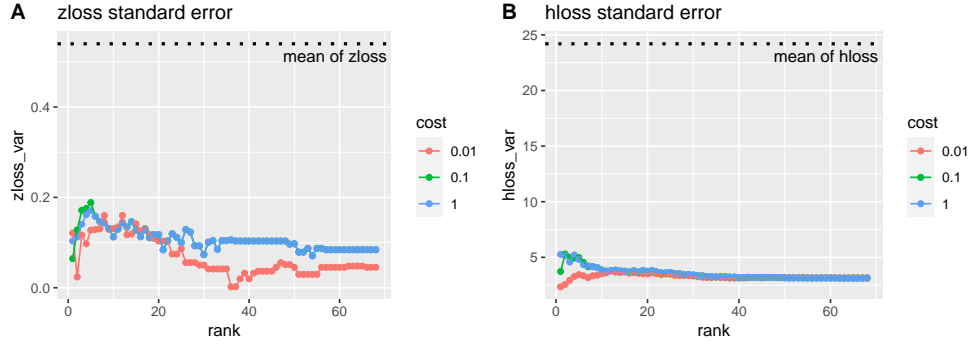 A zloss standard error
mean of zloss
zloss_var
0.4
0.2
0.0
0 20 40 60
rank
cost
0.01
0.1
1
B hloss standard error
mean of hloss
hloss_var
25
20
15
10
5
0 20 40 60
rank
cost
0.01
0.1
1